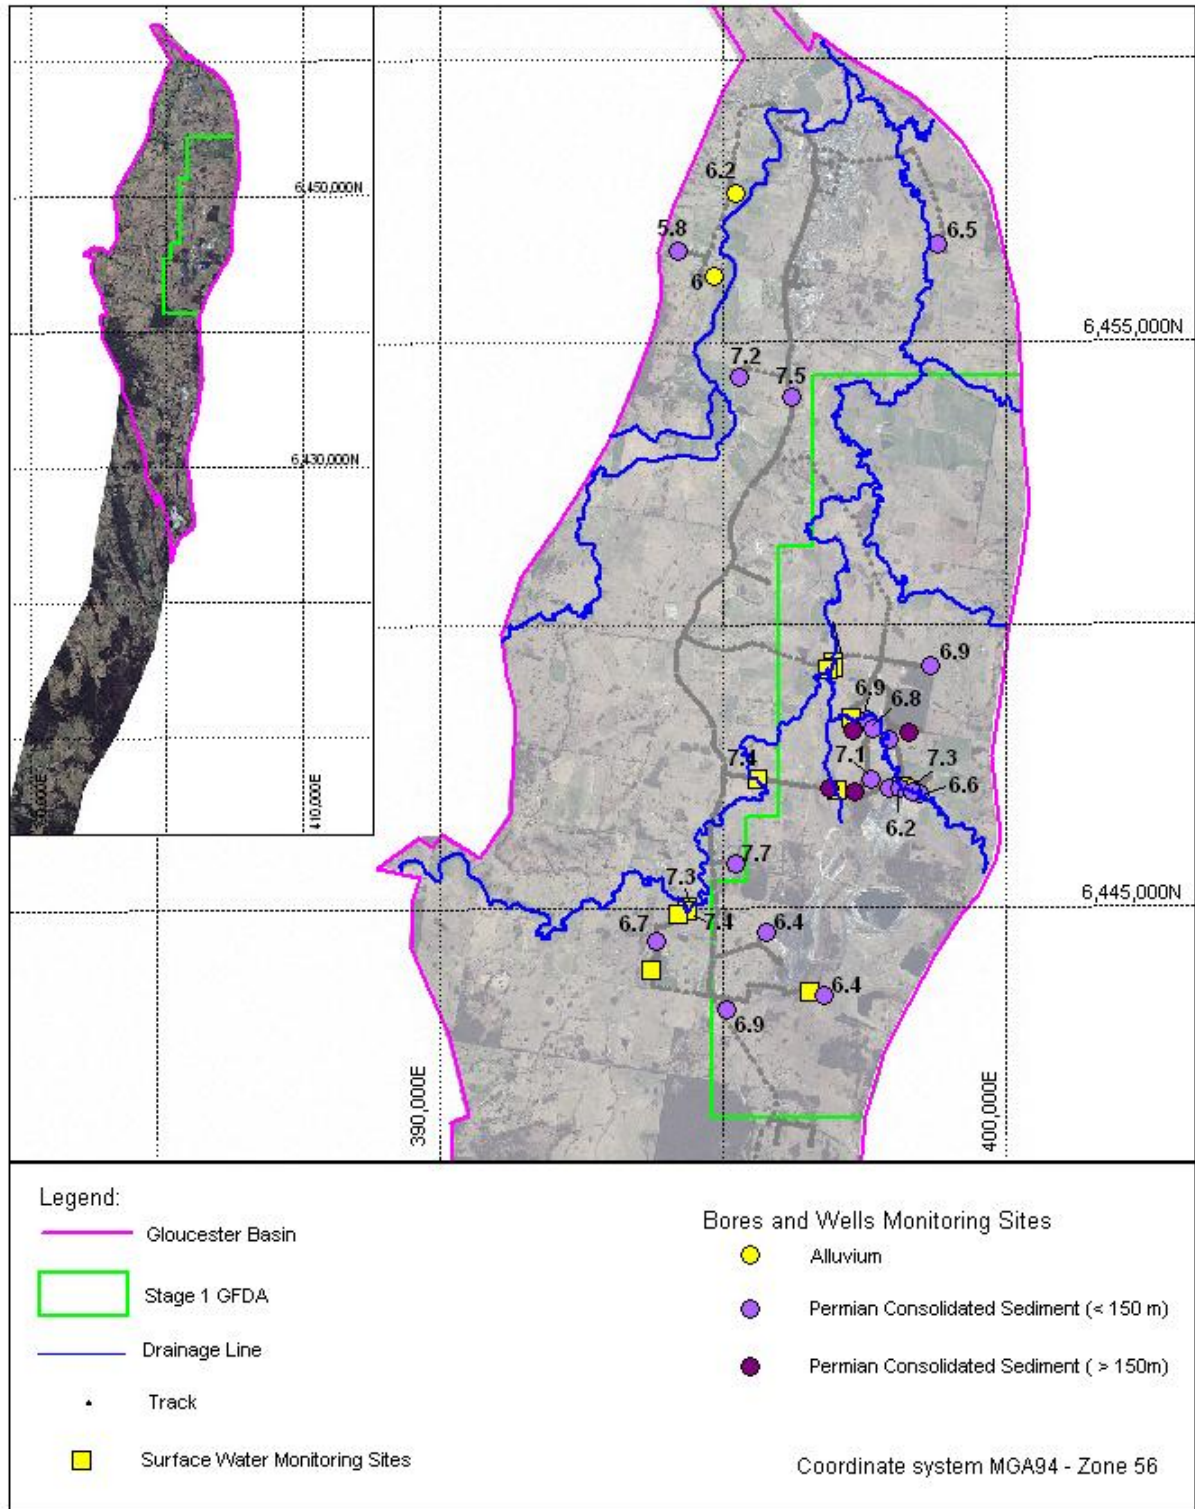 6,450,000N
6,430,000N
410,000E
6.2
5.8
6.5
6
6,455,000N
7.2
7.5
6.9
6.9
6.8
7.4
7.1
7.3
6.6
6.2
7.7
7.3
6,445,000N
7.4
6.7
6.4
6.4
6.9
390,000E
400,000E
Legend:
Gloucester Basin
Stage 1 GFDA
Drainage Line
Track
Surface Water Monitoring Sites
Bores and Wells Monitoring Sites
Alluvium
Permian Consolidated Sediment (< 150 m)
Permian Consolidated Sediment ( > 150m)
Coordinate system MGA94 - Zone 56